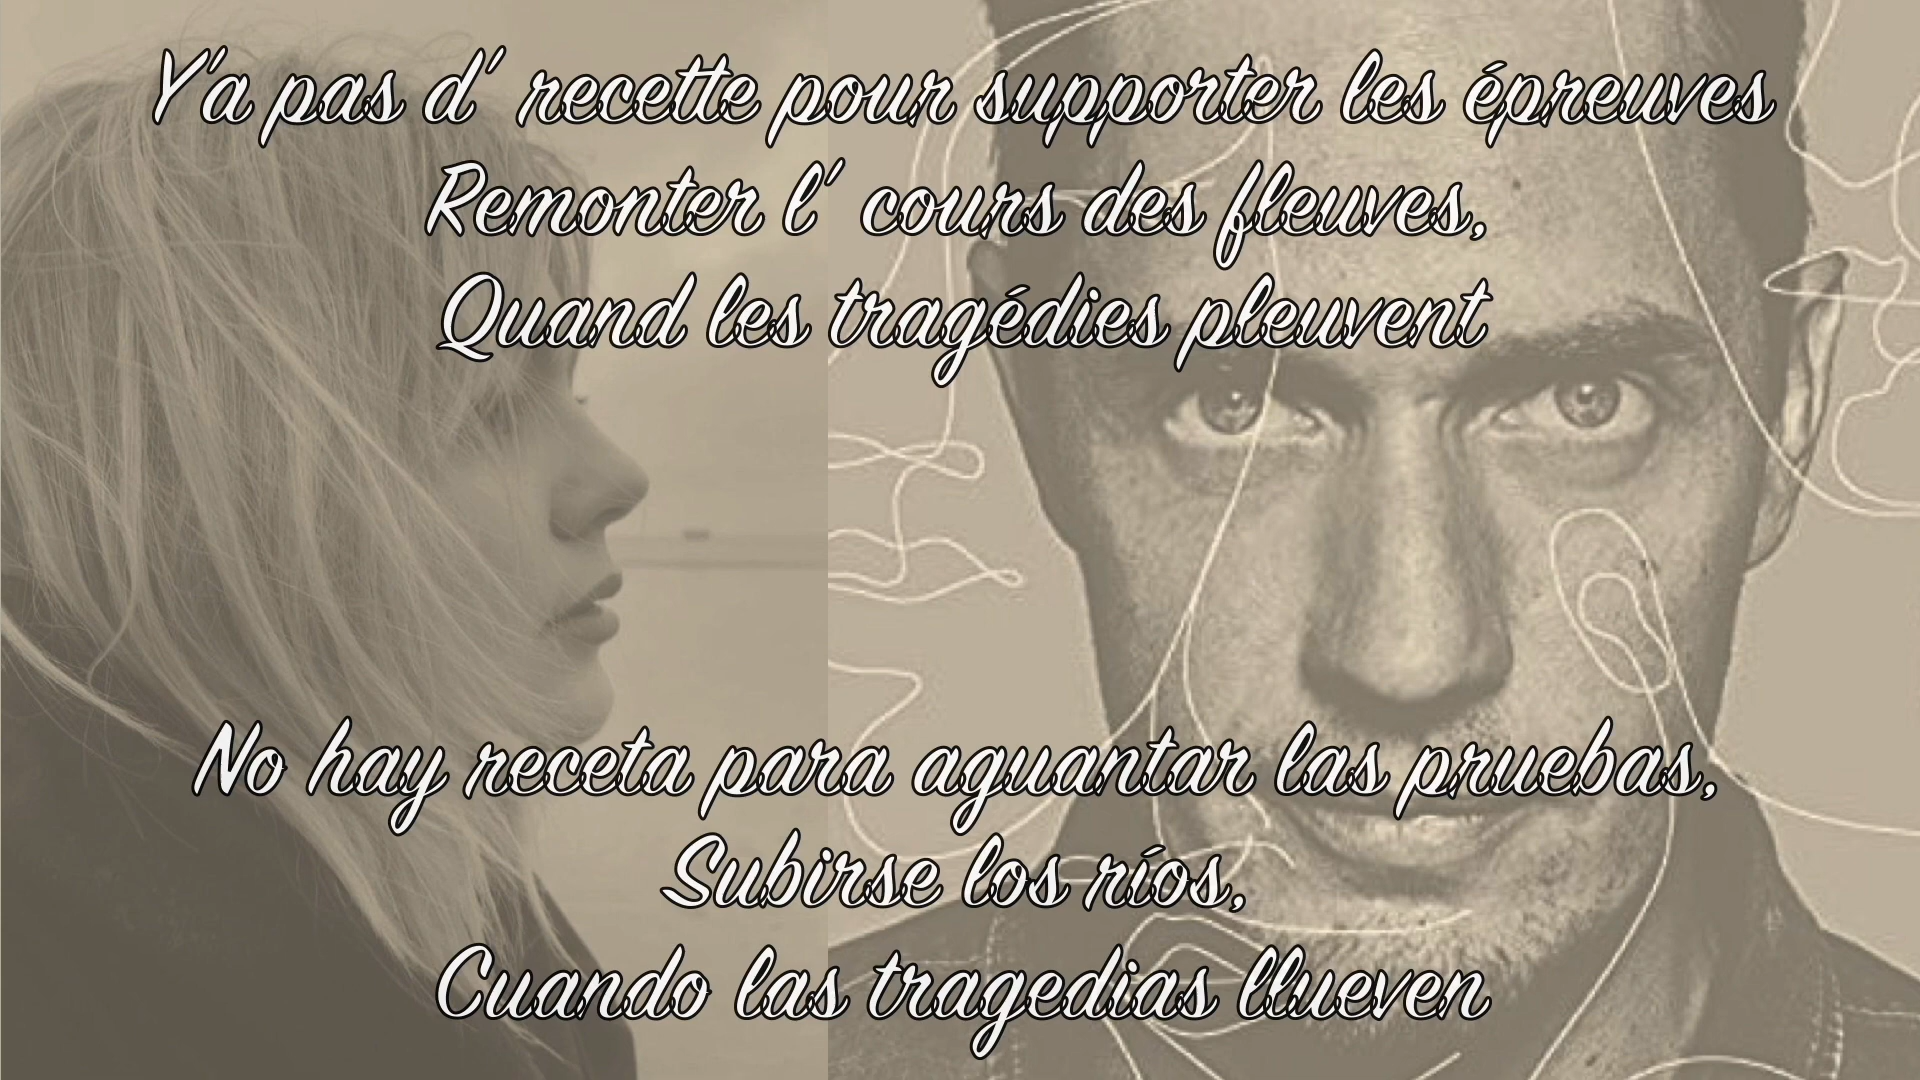 Y'a pas d' recette pour supporter les épreuves
Remonter l' cours des fleuves,
Quand les tragédies pleuvent
No hay receta para aguantar las pruebas,
Subirse los ríos,
Cuando las tragedias llueven